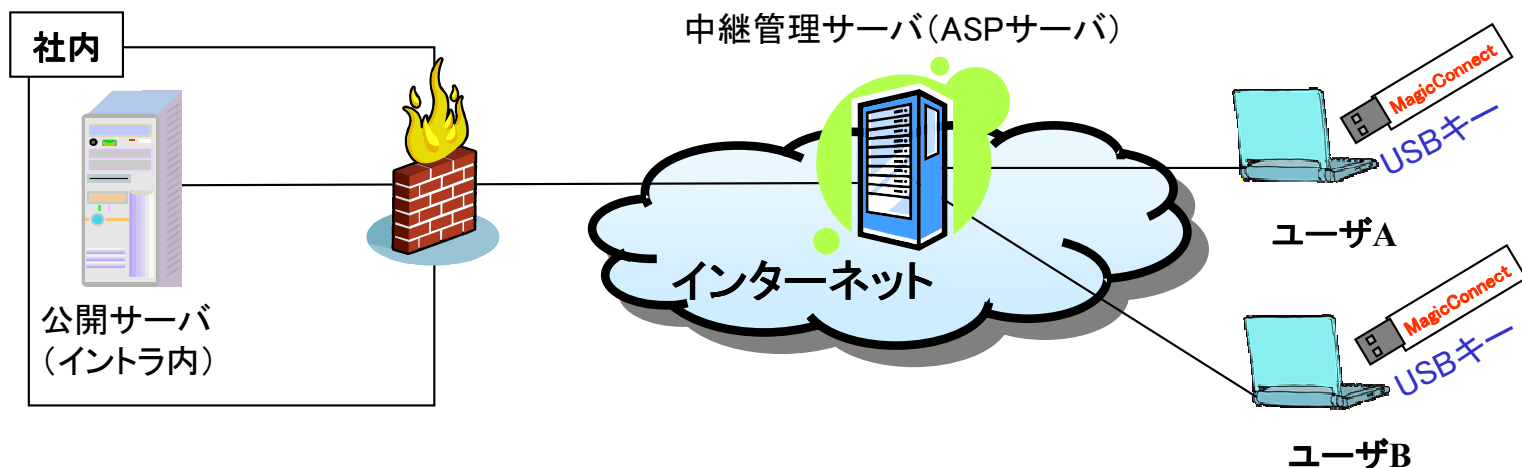 社内
中継管理サーバ(ASPサーバ)
MagicConnect
USBキー
ユーザA
公開サーバ
(イントラ内)
インターネット
MagicConnect
USBキー
ユーザB